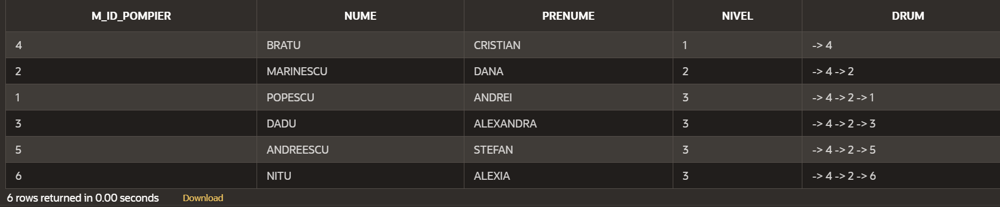 M_ID_POMPIER NUME PRENUME NIVEL DRUM
4 BRATU CRISTIAN 1 -> 4
2 MARINESCU DANA 2 -> 4 -> 2
1 POPESCU ANDREI 3 -> 4 -> 2 -> 1
3 DADU ALEXANDRA 3 -> 4 -> 2 -> 3
5 ANDREESCU STEFAN 3 -> 4 -> 2 -> 5
6 NITU ALEXIA 3 -> 4 -> 2 -> 6
6 rows returned in 0.00 seconds Download